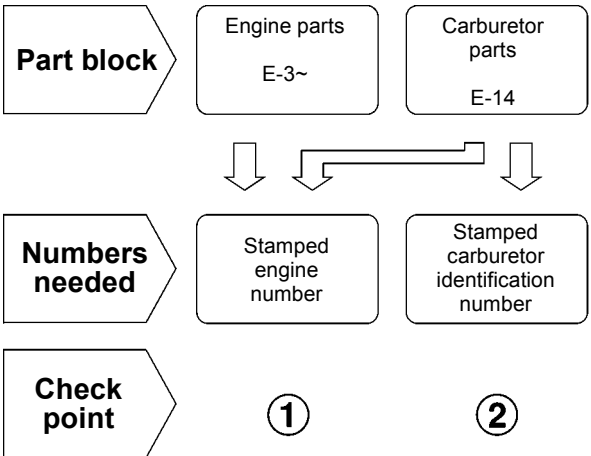 Part block
Engine parts
E-3~
Carburetor
parts
E-14
Numbers
needed
Stamped
engine
number
Stamped
carburetor
identification
number
Check
point
①
②